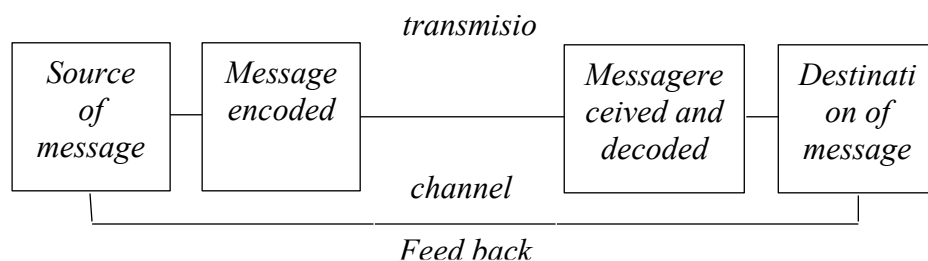 transmisio
Source
of
message
Message
encoded
Messagere
ceived and
decoded
Destinati
on of
message
channel
Feed back